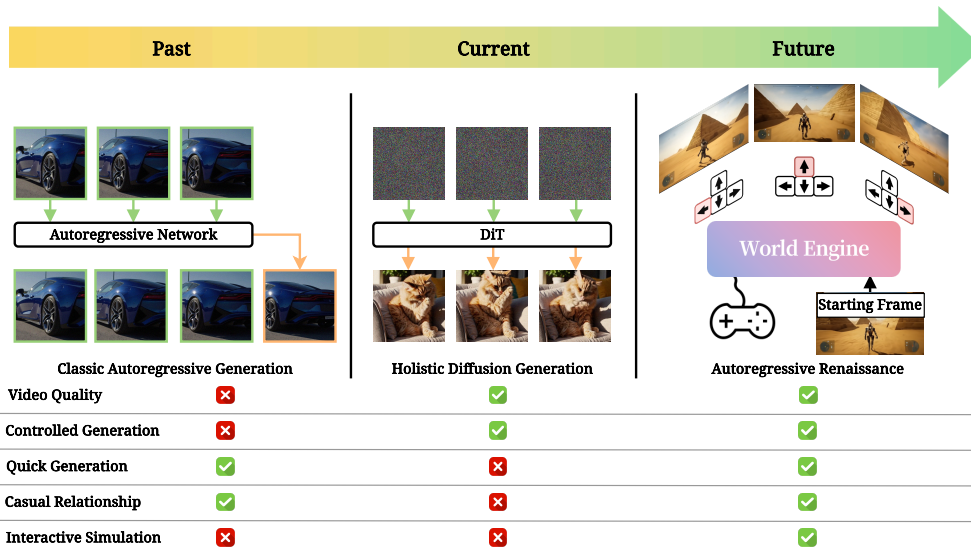 Past
Current
Future
Autoregressive Network
DiT
World Engine
Starting Frame
Classic Autoregressive Generation
Holistic Diffusion Generation
Autoregressive Renaissance
Video Quality
Controlled Generation
Quick Generation
Casual Relationship
Interactive Simulation